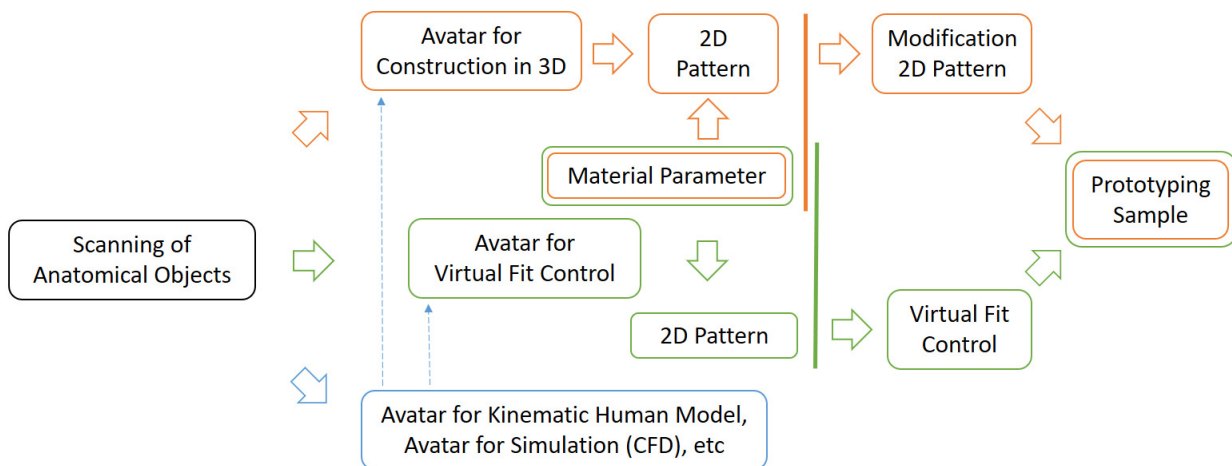 Avatar for
Construction in 3D
2D
Pattern
Modification
2D Pattern
Material Parameter
Prototyping
Sample
Scanning of
Anatomical Objects
Avatar for
Virtual Fit Control
2D Pattern
Virtual Fit
Control
Avatar for Kinematic Human Model,
Avatar for Simulation (CFD), etc